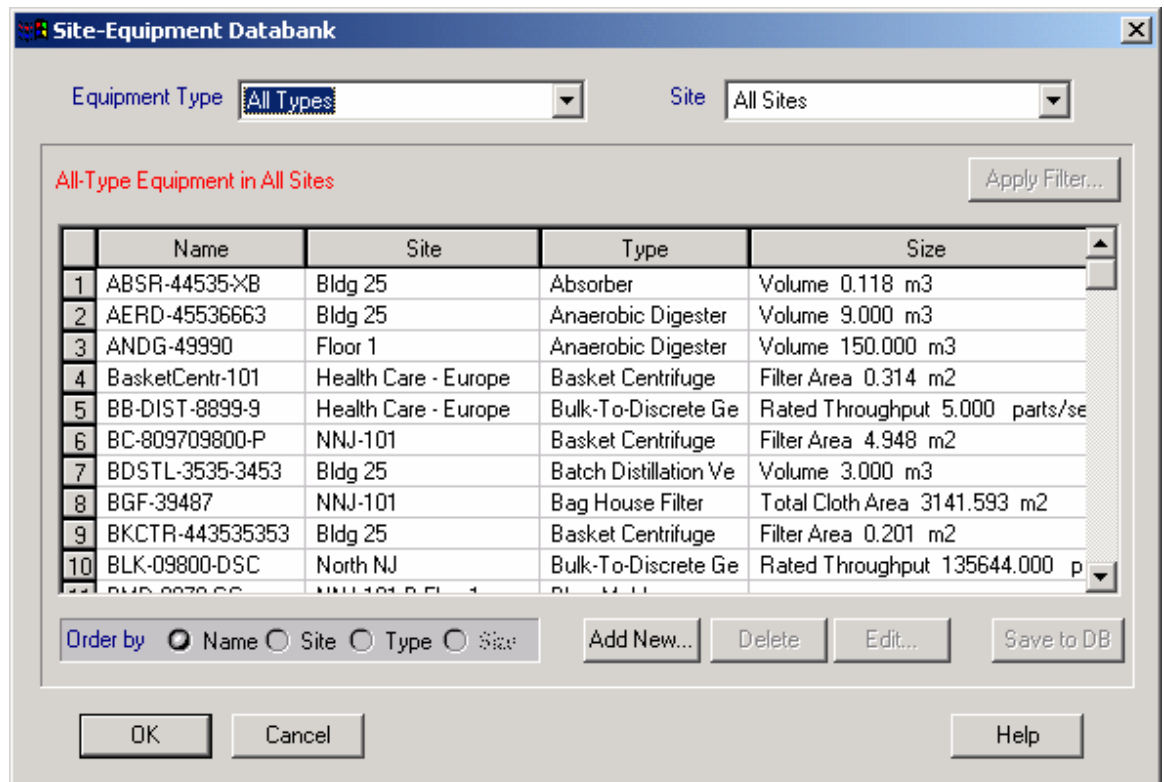 Site-Equipment Databank
Equipment Type All Types Site All Sites
All-Type Equipment in All Sites Apply Filter...
Name Site Type Size
1 ABSR-44535-XB Bldg 25 Absorber Volume 0.118 m3
2 AERD-45536663 Bldg 25 Anaerobic Digester Volume 9.000 m3
3 ANDG-49990 Floor 1 Anaerobic Digester Volume 150.000 m3
4 BasketCentr-101 Health Care - Europe Basket Centrifuge Filter Area 0.314 m2
5 BB-DIST-8899-9 Health Care - Europe Bulk-To-Discrete Ge Rated Throughput 5.000 parts/se
6 BC-809709800-P NNJ-101 Basket Centrifuge Filter Area 4.948 m2
7 BDSTL-3535-3453 Bldg 25 Batch Distillation Ve Volume 3.000 m3
8 BGF-39487 NNJ-101 Bag House Filter Total Cloth Area 3141.593 m2
9 BKCTR-443535353 Bldg 25 Basket Centrifuge Filter Area 0.201 m2
10 BLK-09800-DSC North NJ Bulk-To-Discrete Ge Rated Throughput 135644.000 p
Order by Name Site Type Size Add New... Delete Edit... Save to DB
OK Cancel Help